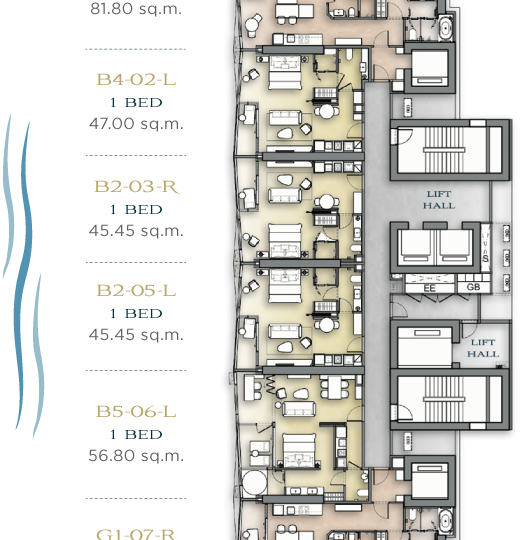 81.80 sq.m.
B4-02-L
1 BED
47.00 sq.m.
B2-03-R
1 BED
45.45 sq.m.
B2-05-L
1 BED
45.45 sq.m.
B5-06-L
1 BED
56.80 sq.m.
G1-07-R
LIFT
HALL
S
EE
GB
LIFT
HALL